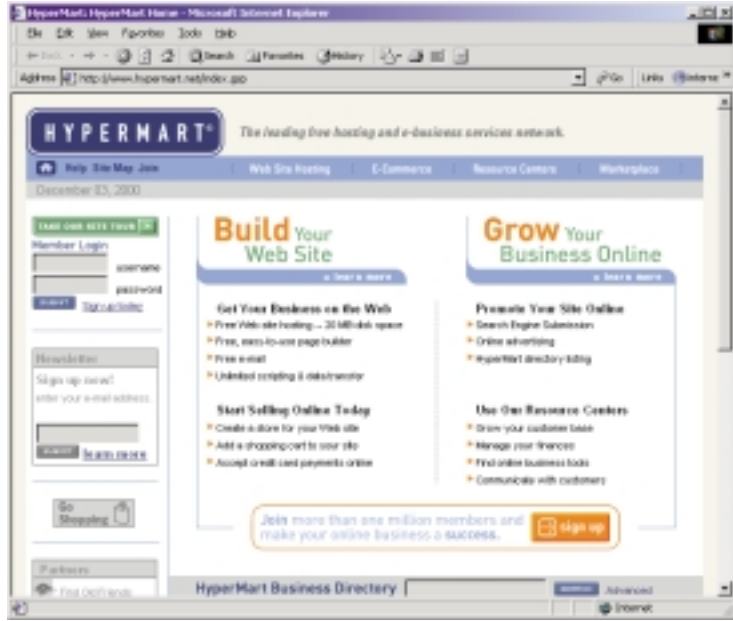 HyperMart: HyperMart Home - Microsoft Internet Explorer
File Edit View Favorites Tools Help
Back Search Favorites History
Address http://www.hypermart.net/index.gsp Go Links
HYPERMART®
The leading free hosting and e-business services network.
Help Site Map Join Web Site Hosting E-Commerce Resource Centers Marketplace
December 03, 2000
TAKE OUR SITE TOUR
Member Login
username
password
SUBMIT Sign up today
Newsletter
Sign up now!
enter your e-mail address.
SUBMIT learn more
Go
Shopping
Partners
Build Your
Web Site
learn more
Get Your Business on the Web
Free Web site hosting -- 20 MB disk space
Free, easy-to-use page builder
Free e-mail
Unlimited scripting & data transfer
Start Selling Online Today
Create a store for your Web site
Add a shopping cart to your site
Accept credit card payments online
Grow Your
Business Online
learn more
Promote Your Site Online
Search Engine Submission
Online advertising
HyperMart directory listing
Use Our Resource Centers
Grow your customer base
Manage your finances
Find online business tools
Communicate with customers
Join more than one million members and
make your online business a success.
sign up
HyperMart Business Directory Advanced
Internet